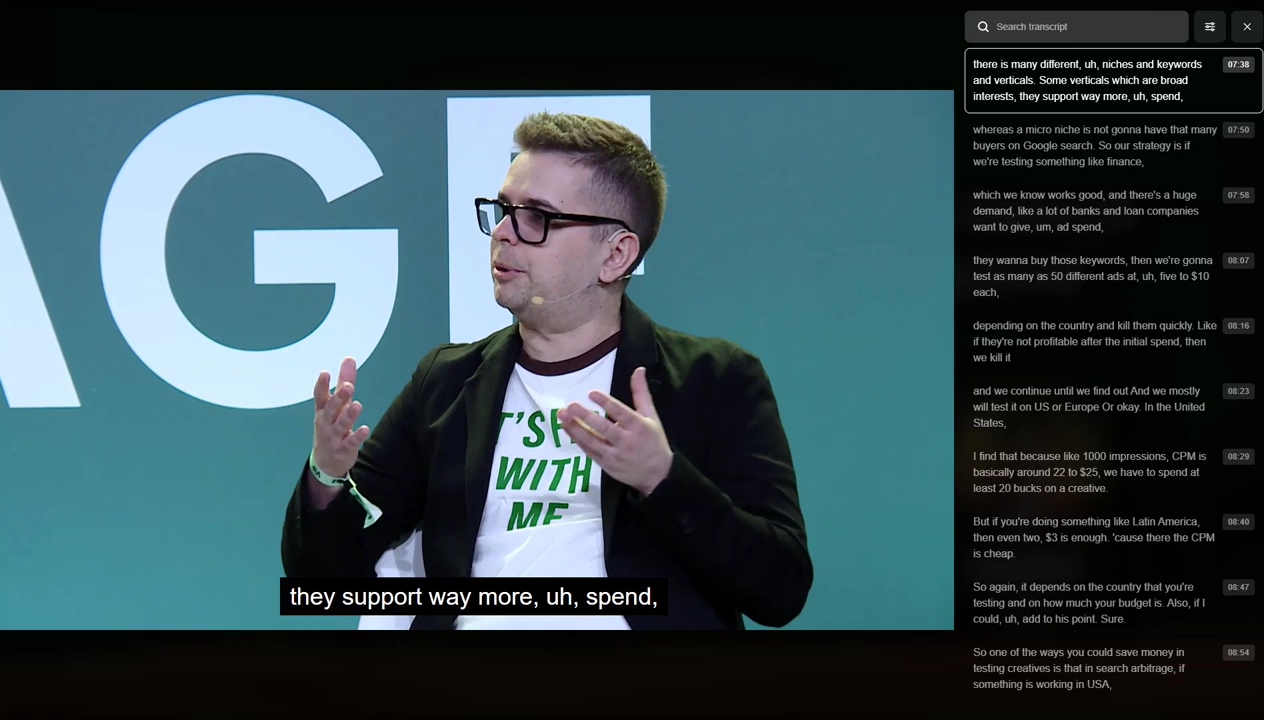 AGE
IT'S
WITH
ME
they support way more, uh, spend,
Search transcript
there is many different, uh, niches and keywords
and verticals. Some verticals which are broad
interests, they support way more, uh, spend,
07:38
whereas a micro niche is not gonna have that many
buyers on Google search. So our strategy is if
we're testing something like finance,
07:50
which we know works good, and there's a huge
demand, like a lot of banks and loan companies
want to give, um, ad spend,
07:58
they wanna buy those keywords, then we're gonna
test as many as 50 different ads at, uh, five to $10
each,
08:07
depending on the country and kill them quickly. Like
if they're not profitable after the initial spend, then
we kill it
08:16
and we continue until we find out And we mostly
will test it on US or Europe Or okay. In the United
States,
08:23
I find that because like 1000 impressions, CPM is
basically around 22 to $25, we have to spend at
least 20 bucks on a creative.
08:29
But if you're doing something like Latin America,
then even two, $3 is enough. 'cause there the CPM
is cheap.
08:40
So again, it depends on the country that you're
testing and on how much your budget is. Also, if I
could, uh, add to his point. Sure.
08:47
So one of the ways you could save money in
testing creatives is that in search arbitrage, if
something is working in USA,
08:54